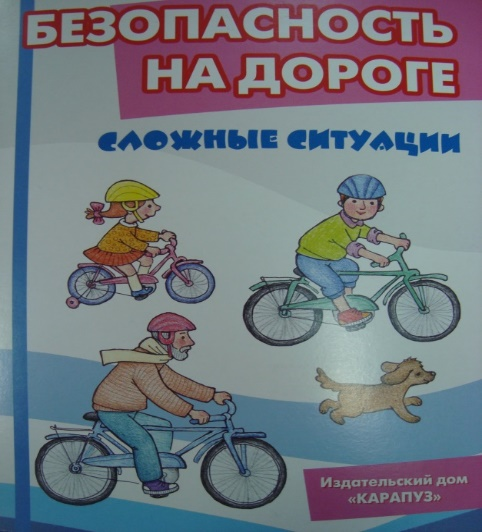 БЕЗОПАСНОСТЬ
НА ДОРОГЕ
СЛОЖНЫЕ СИТУАЦИИ
Издательский дом
«КАРАПУЗ»